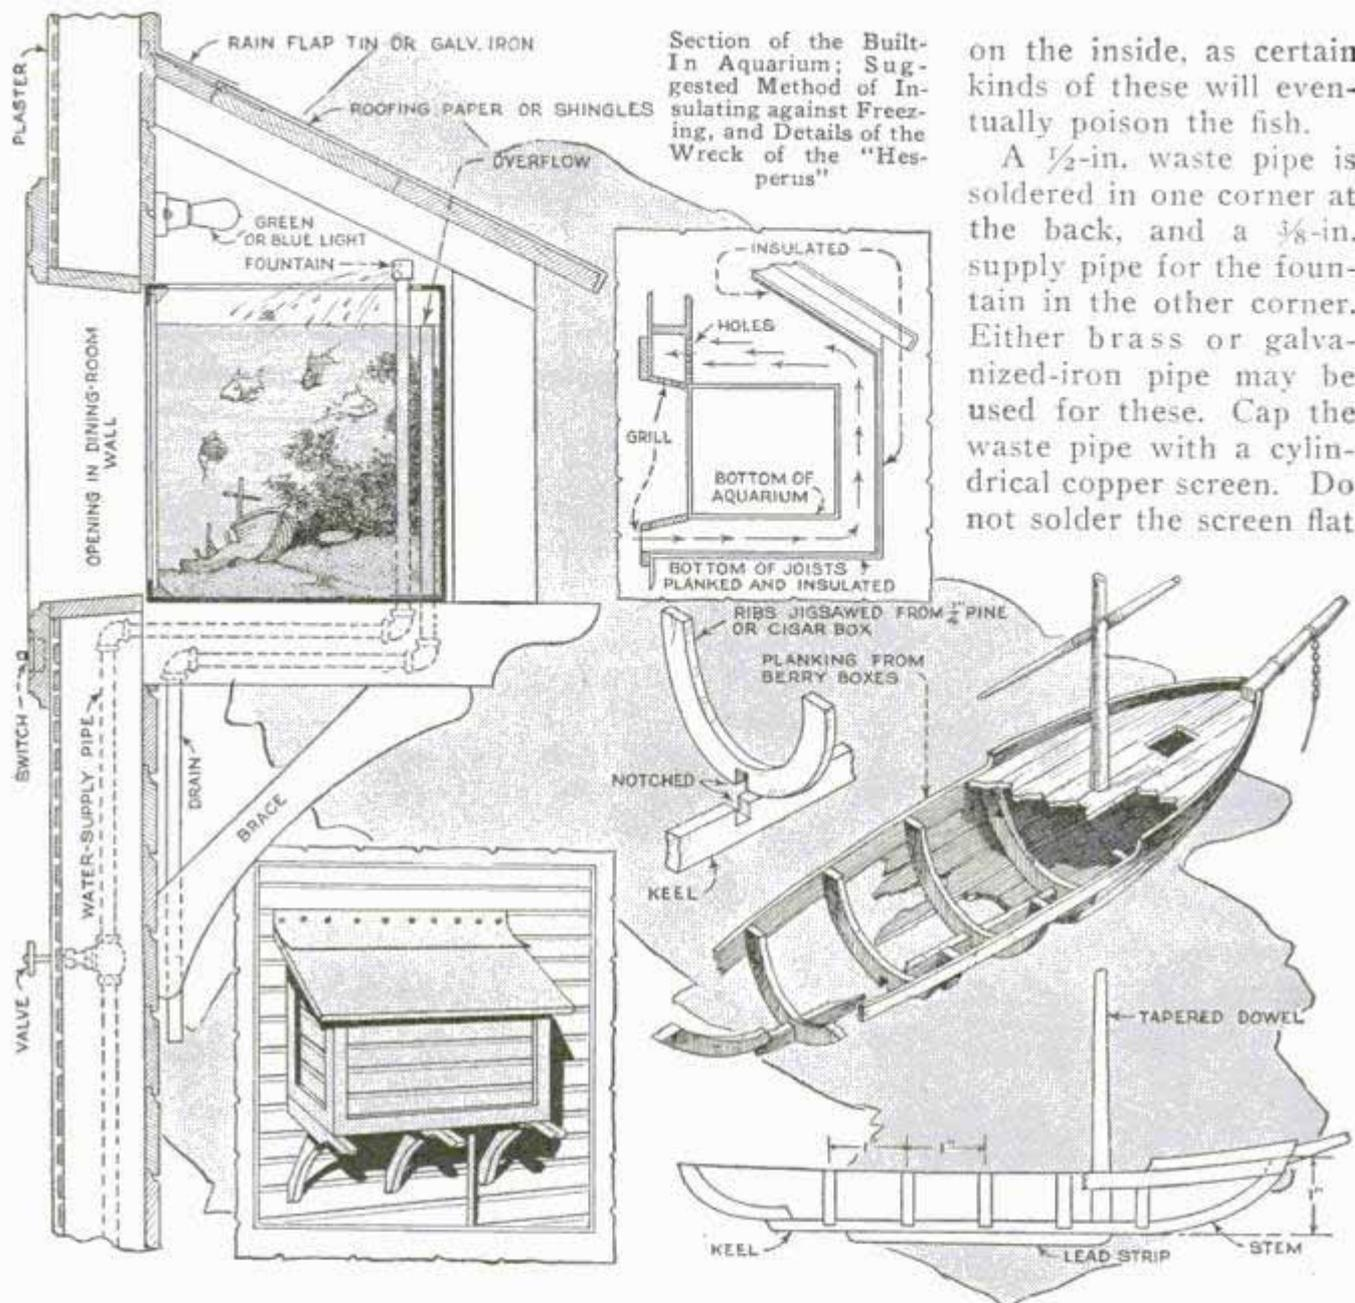 PLASTER
RAIN FLAP TIN OR GALV. IRON
ROOFING PAPER OR SHINGLES
OVERFLOW
GREEN
OR BLUE LIGHT
FOUNTAIN
OPENING IN DINING-ROOM
WALL
SWITCH
WATER-SUPPLY PIPE
DRAIN
BRACE
VALVE
Section of the Built-
In Aquarium; Sug-
gested Method of In-
sulating against Freez-
ing, and Details of the
Wreck of the "Hes-
perus"
INSULATED
HOLES
GRILL
BOTTOM OF
AQUARIUM
BOTTOM OF JOISTS
PLANKED AND INSULATED
RIBS JIGSAWED FROM ¼" PINE
OR CIGAR BOX
PLANKING FROM
BERRY BOXES
NOTCHED
KEEL
TAPERED DOWEL
1"
1"
1"
KEEL
LEAD STRIP
STEM
on the inside, as certain
kinds of these will even-
tually poison the fish.
A ½-in. waste pipe is
soldered in one corner at
the back, and a ⅜-in.
supply pipe for the foun-
tain in the other corner.
Either brass or galva-
nized-iron pipe may be
used for these. Cap the
waste pipe with a cylin-
drical copper screen. Do
not solder the screen flat